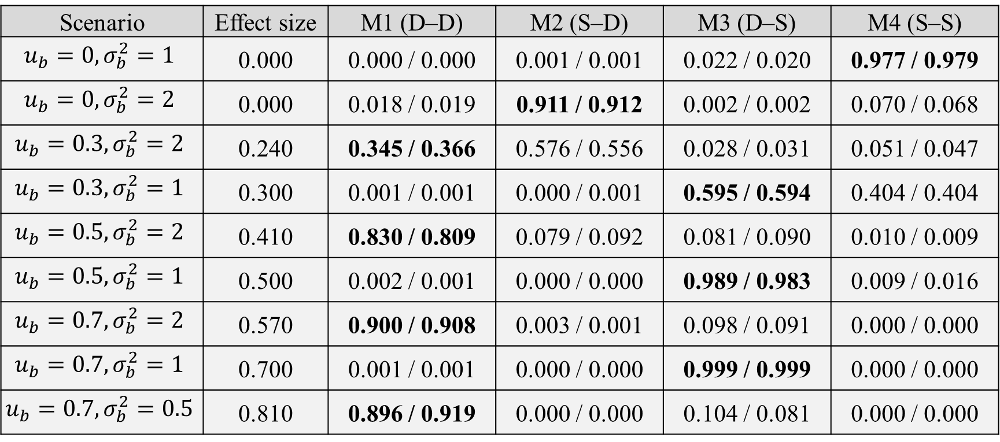 Scenario Effect size M1 (D–D) M2 (S–D) M3 (D–S) M4 (S–S)
u_b = 0, σ_b^2 = 1 0.000 0.000 / 0.000 0.001 / 0.001 0.022 / 0.020 0.977 / 0.979
u_b = 0, σ_b^2 = 2 0.000 0.018 / 0.019 0.911 / 0.912 0.002 / 0.002 0.070 / 0.068
u_b = 0.3, σ_b^2 = 2 0.240 0.345 / 0.366 0.576 / 0.556 0.028 / 0.031 0.051 / 0.047
u_b = 0.3, σ_b^2 = 1 0.300 0.001 / 0.001 0.000 / 0.001 0.595 / 0.594 0.404 / 0.404
u_b = 0.5, σ_b^2 = 2 0.410 0.830 / 0.809 0.079 / 0.092 0.081 / 0.090 0.010 / 0.009
u_b = 0.5, σ_b^2 = 1 0.500 0.002 / 0.001 0.000 / 0.000 0.989 / 0.983 0.009 / 0.016
u_b = 0.7, σ_b^2 = 2 0.570 0.900 / 0.908 0.003 / 0.001 0.098 / 0.091 0.000 / 0.000
u_b = 0.7, σ_b^2 = 1 0.700 0.001 / 0.001 0.000 / 0.000 0.999 / 0.999 0.000 / 0.000
u_b = 0.7, σ_b^2 = 0.5 0.810 0.896 / 0.919 0.000 / 0.000 0.104 / 0.081 0.000 / 0.000